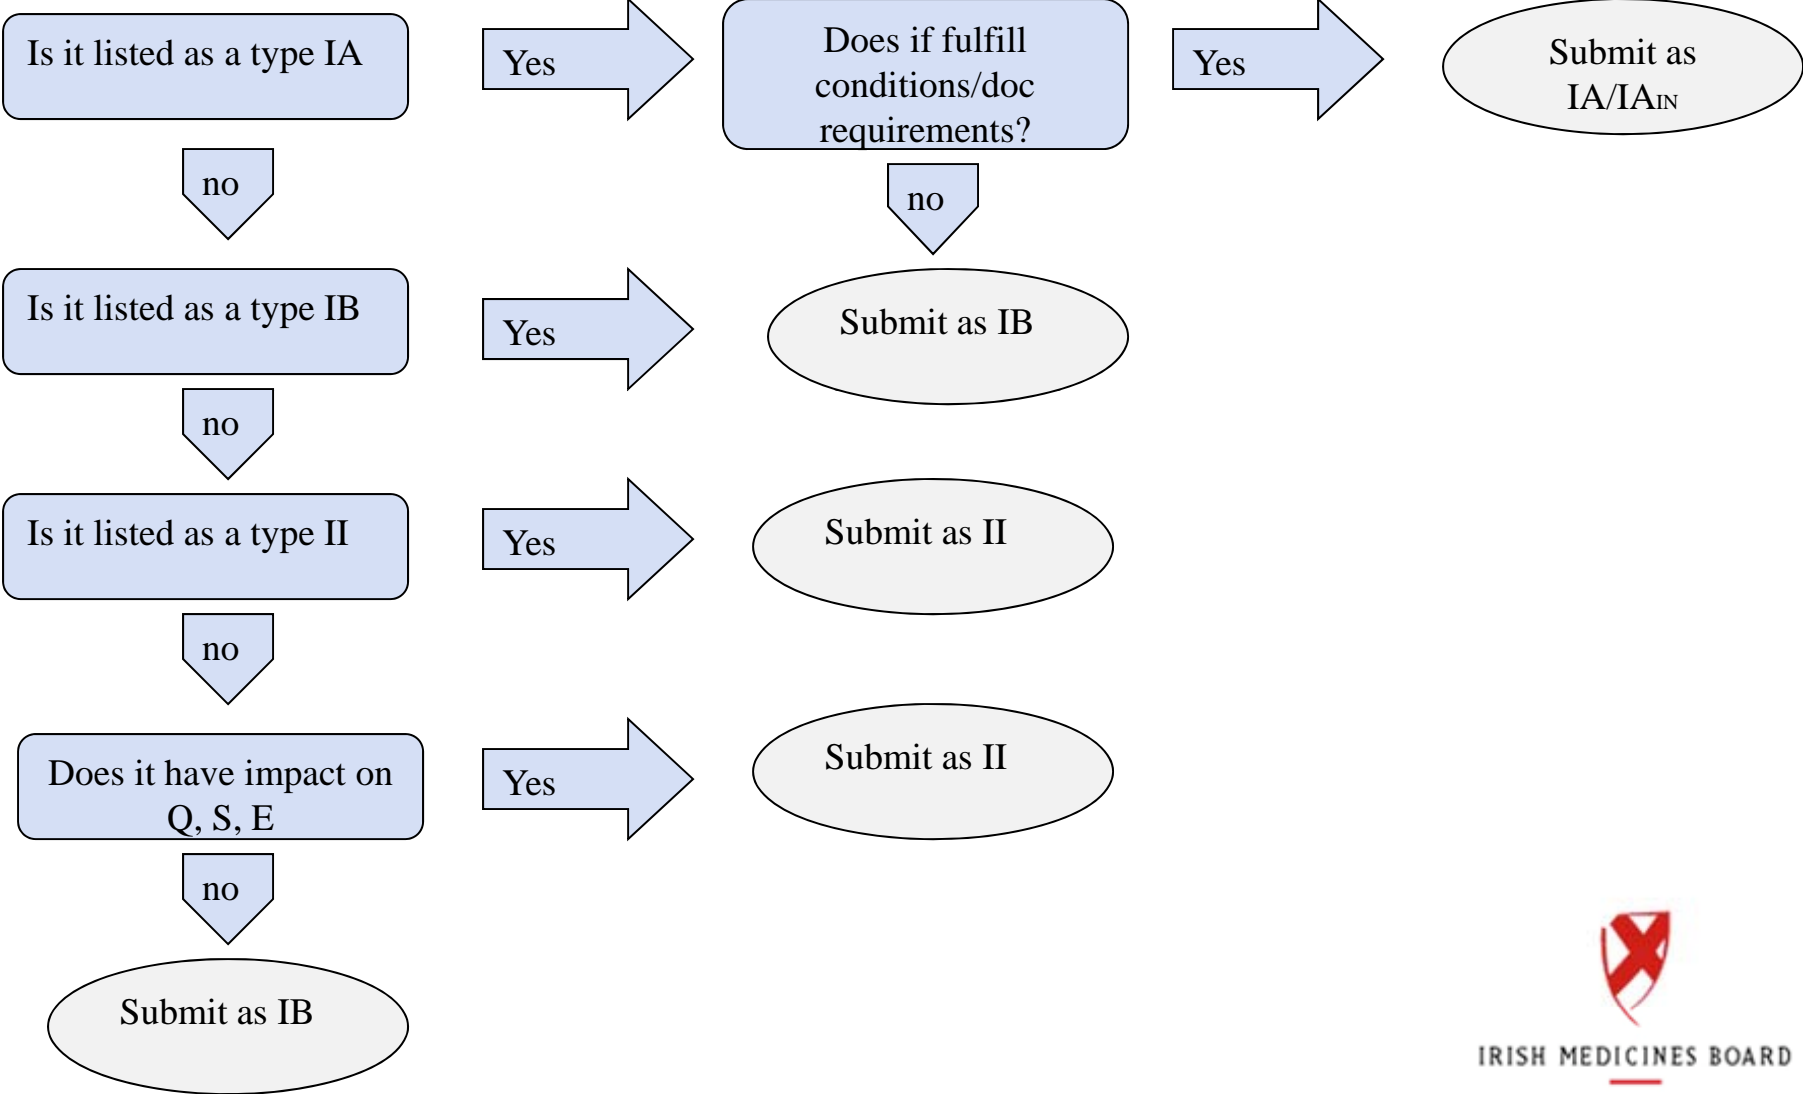 Is it listed as a type IA
Yes
Does if fulfill
conditions/doc
requirements?
Yes
Submit as
IA/IAIN
no
no
Is it listed as a type IB
Yes
Submit as IB
no
Is it listed as a type II
Yes
Submit as II
no
Does it have impact on
Q, S, E
Yes
Submit as II
no
Submit as IB
IRISH MEDICINES BOARD